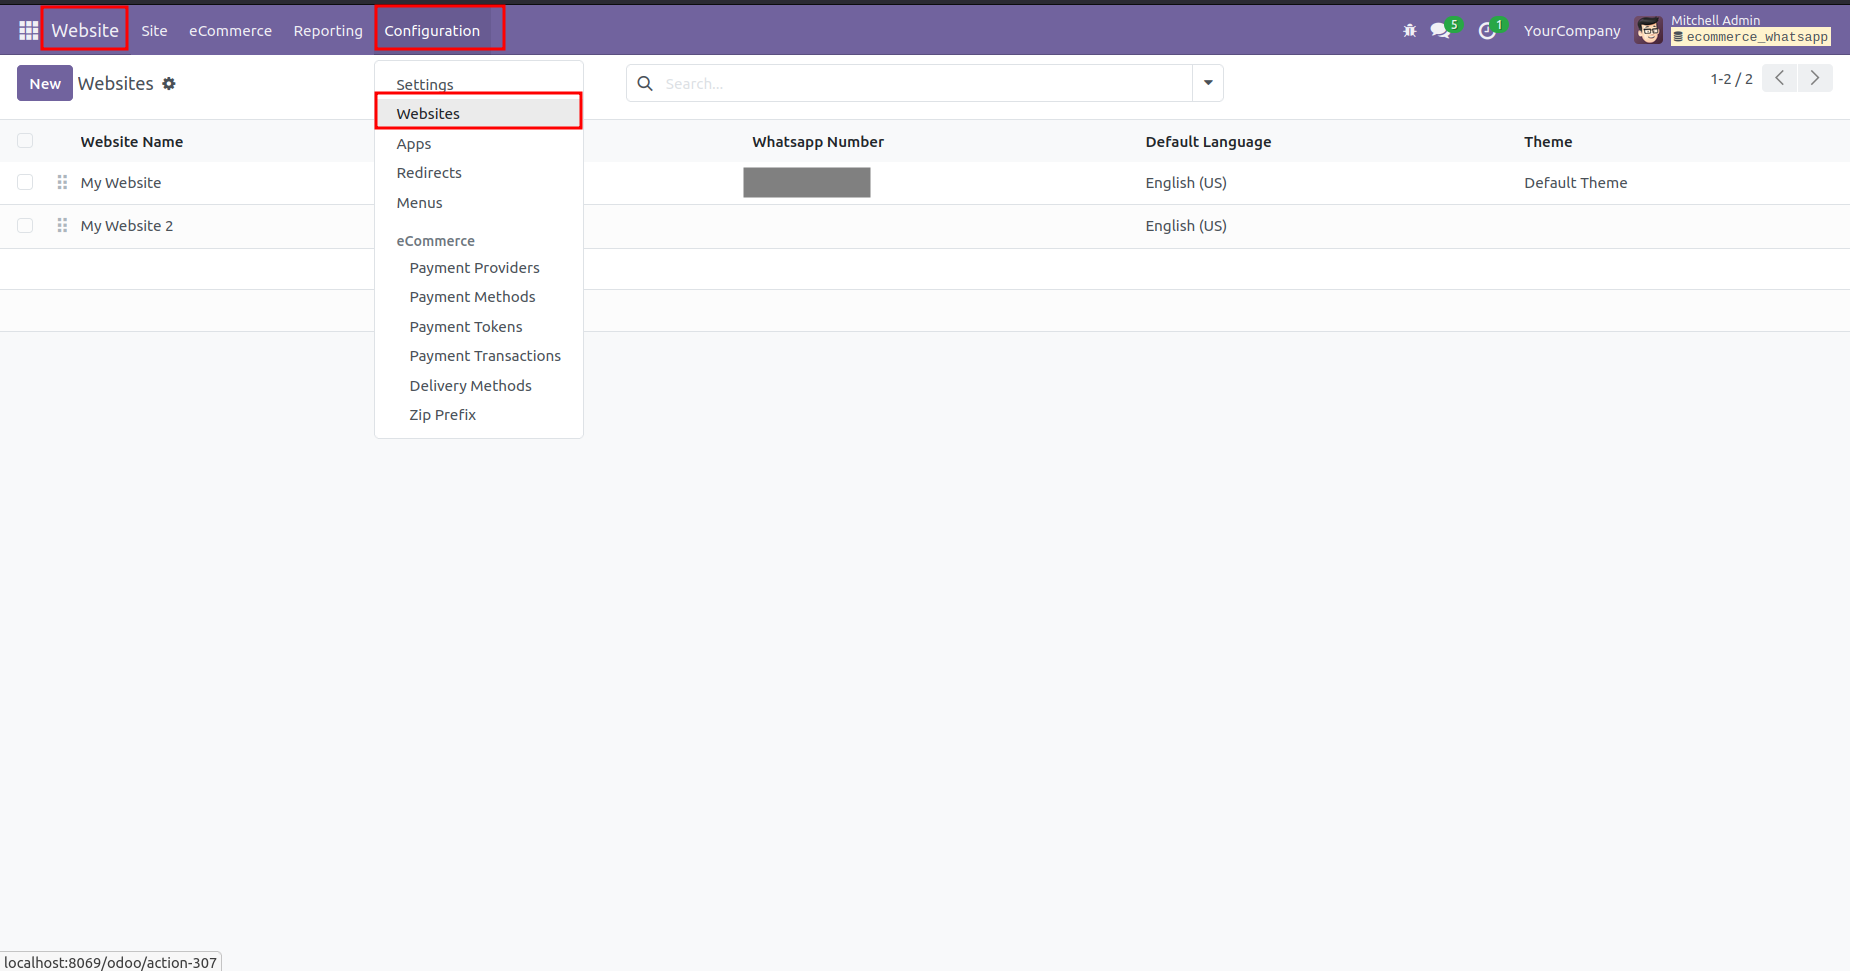 Website Site eCommerce Reporting Configuration 5 1 YourCompany Mitchell Admin
ecommerce_whatsapp
New Websites Search... 1-2 / 2
Settings
Websites
Apps
Redirects
Menus
eCommerce
Payment Providers
Payment Methods
Payment Tokens
Payment Transactions
Delivery Methods
Zip Prefix
Website Name Whatsapp Number Default Language Theme
My Website English (US) Default Theme
My Website 2 English (US)
localhost:8069/odoo/action-307